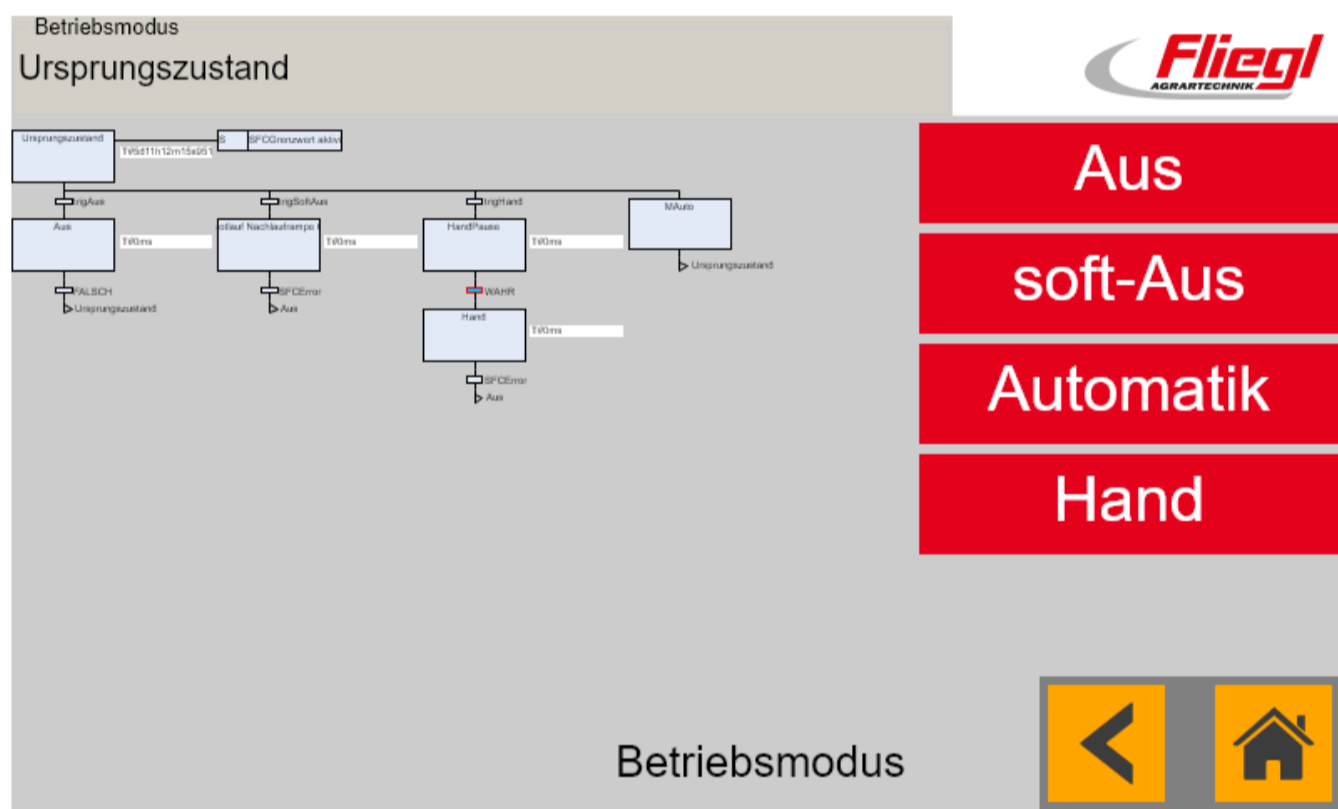 Betriebsmodus
Ursprungszustand
Fliegl
AGRARTECHNIK
Ursprungszustand
S SFCGrenzwert aktiv
trigAus
trigSoftAus
trigHand
MAuto
Aus
T#0ms
Nachlauframpe
T#0ms
HandPause
T#0ms
Ursprungszustand
FALSCH
SFCError
WAHR
Ursprungszustand
Aus
Hand
T#0ms
SFCError
Aus
Aus
soft-Aus
Automatik
Hand
Betriebsmodus